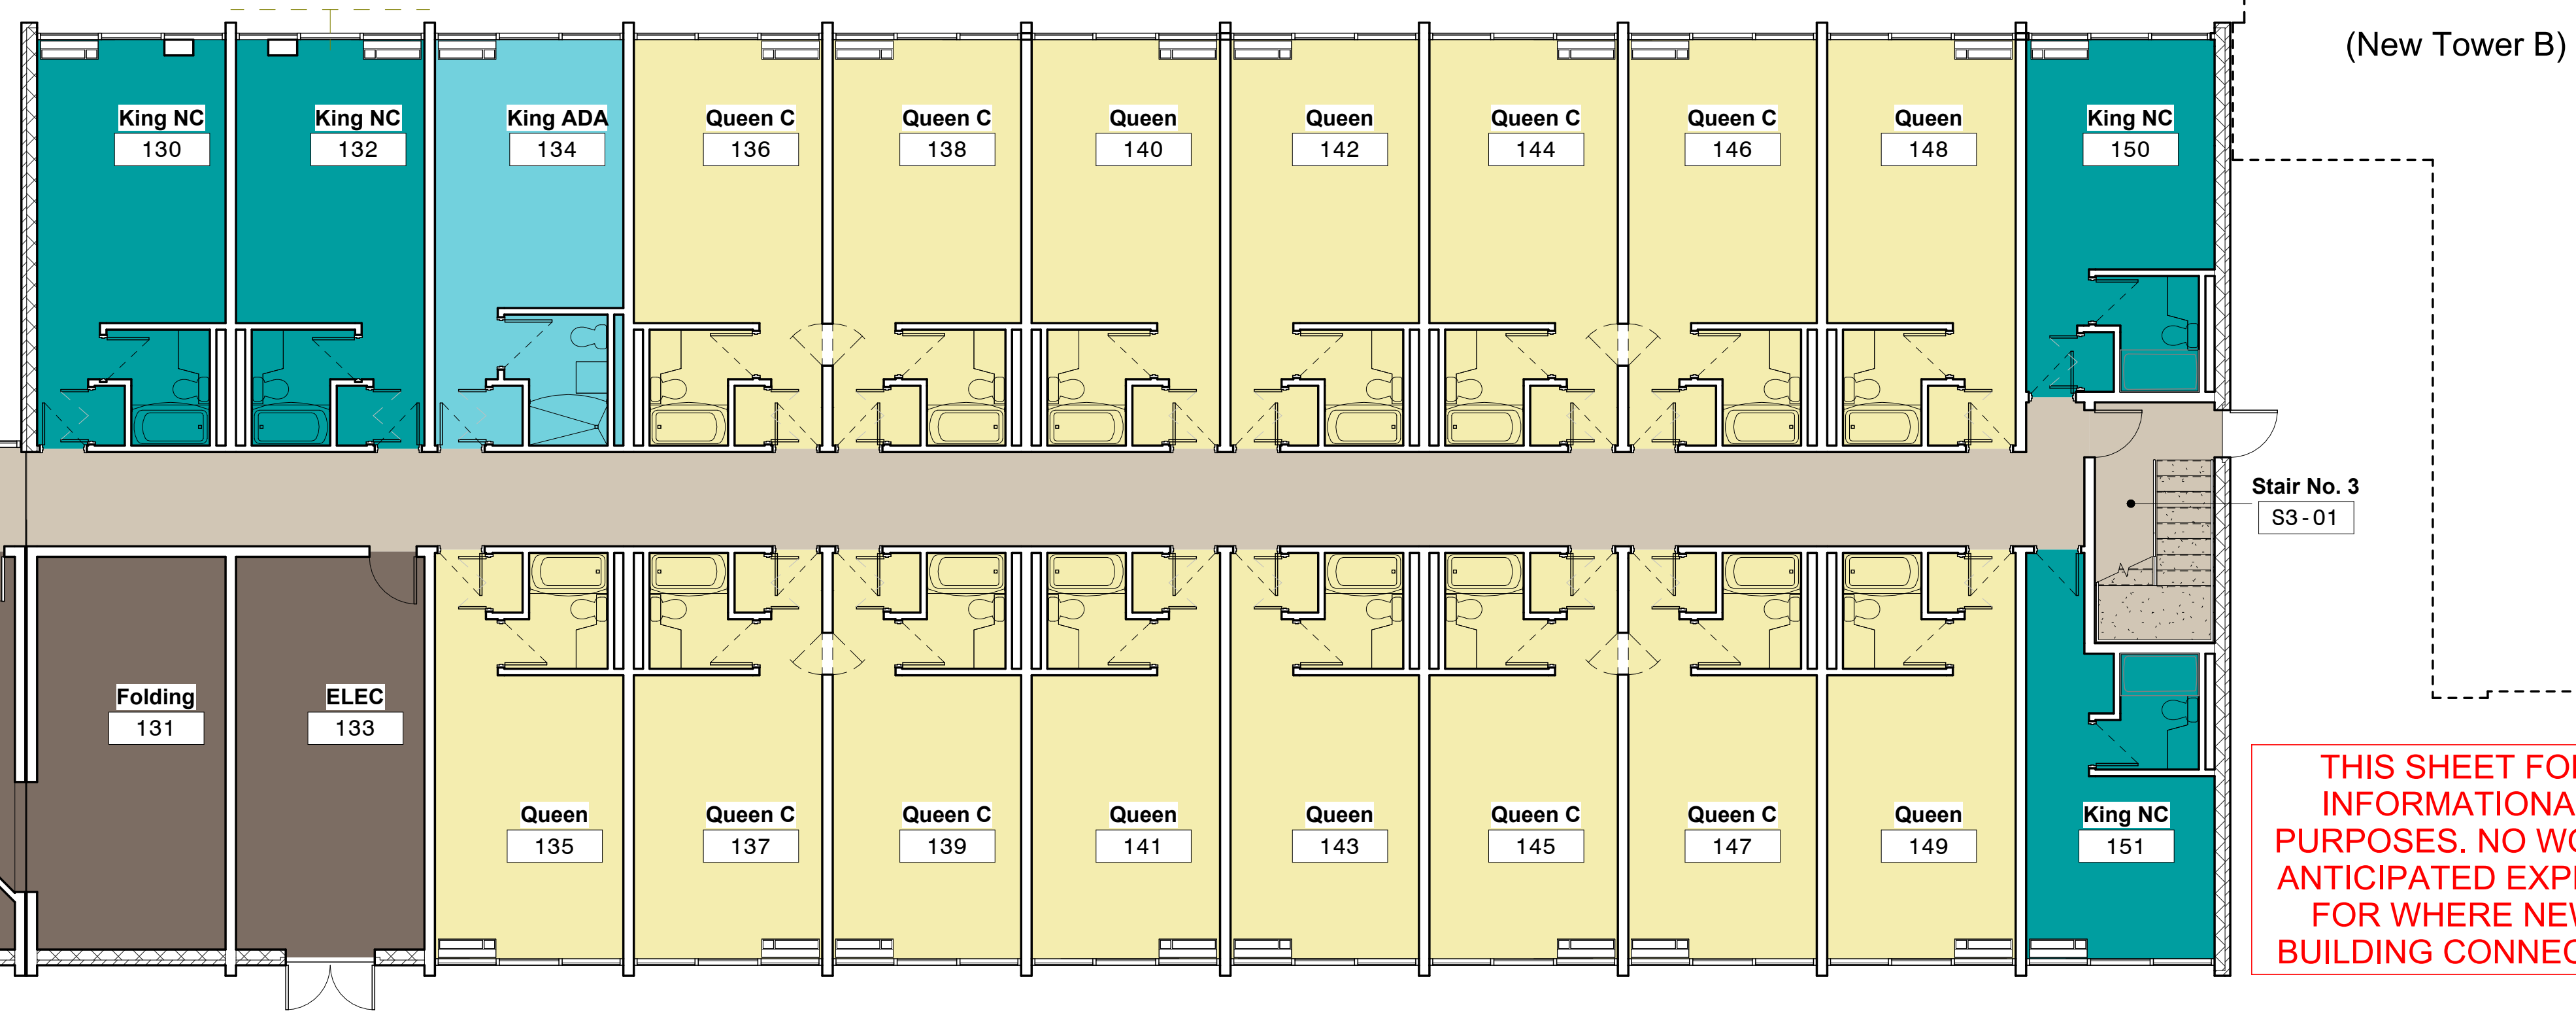 (New Tower B)
King NC
130
King NC
132
King ADA
134
Queen C
136
Queen C
138
Queen
140
Queen
142
Queen C
144
Queen C
146
Queen
148
King NC
150
Stair No. 3
S3-01
Folding
131
ELEC
133
Queen
135
Queen C
137
Queen C
139
Queen
141
Queen
143
Queen C
145
Queen C
147
Queen
149
King NC
151
THIS SHEET FO
INFORMATIONA
PURPOSES. NO WO
ANTICIPATED EXP
FOR WHERE NEW
BUILDING CONNEC